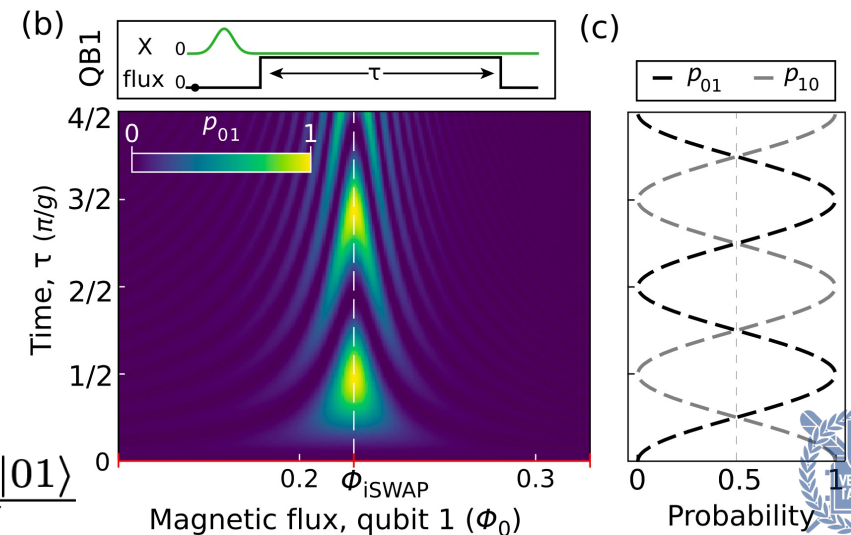 (b)
QB1
X 0
flux 0
τ
(c)
p01 p10
0 p01 1
4/2
3/2
2/2
1/2
0
Time, τ (π/g)
0.2 ΦiSWAP 0.3
Magnetic flux, qubit 1 (Φ0)
0 0.5 1
Probability
|01⟩